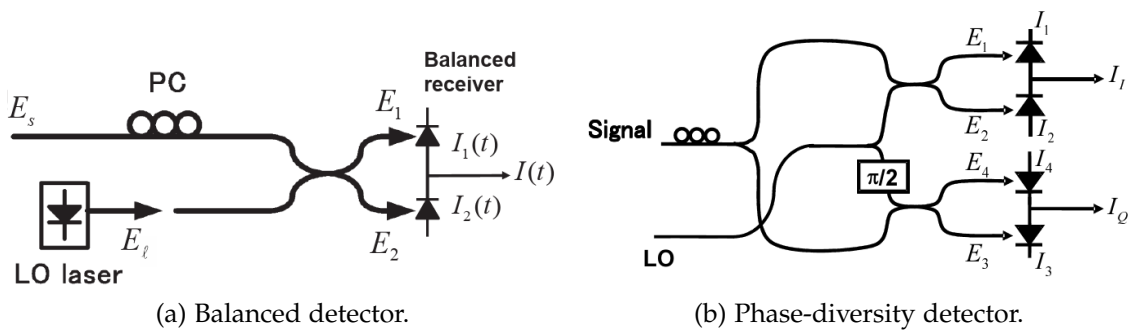 PC
Balanced
receiver
E_s
E_1
I_1(t)
I(t)
I_2(t)
E_ℓ
E_2
LO laser
(a) Balanced detector.
I_1
E_1
I_I
E_2
I_2
Signal
π/2
E_4
I_4
I_Q
LO
E_3
I_3
(b) Phase-diversity detector.